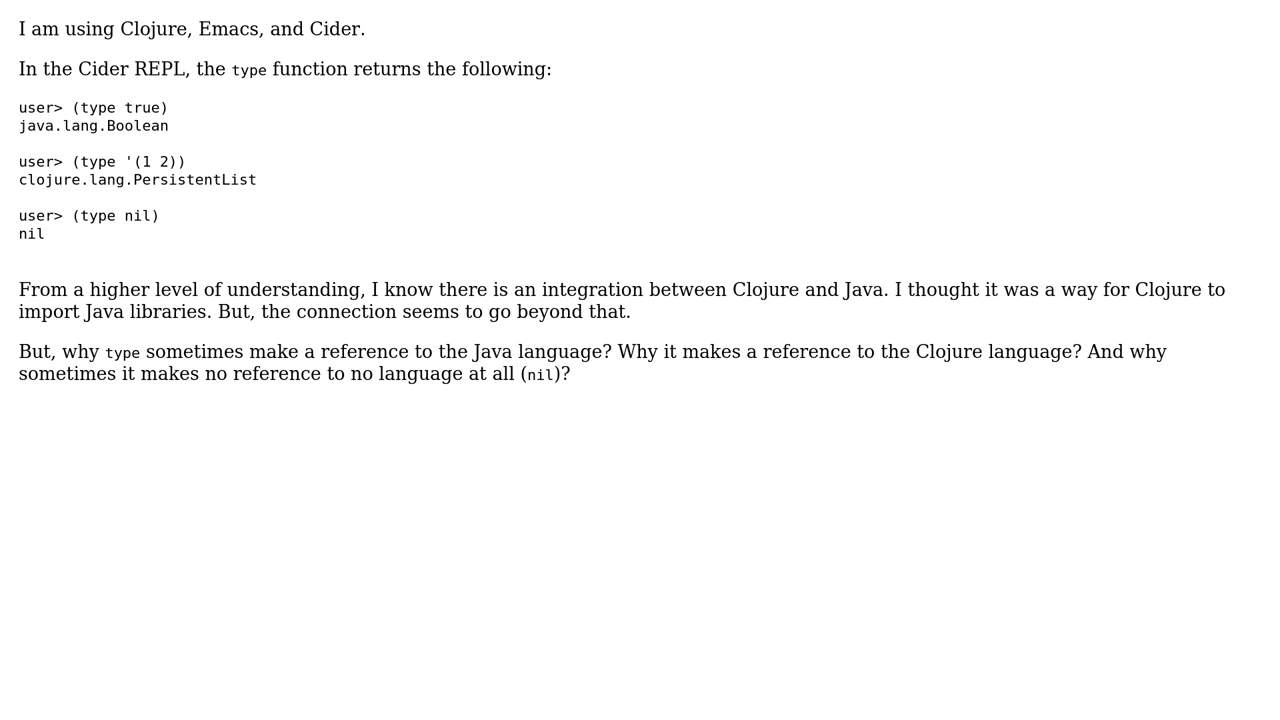 I am using Clojure, Emacs, and Cider.
In the Cider REPL, the type function returns the following:
user> (type true)
java.lang.Boolean
user> (type '(1 2))
clojure.lang.PersistentList
user> (type nil)
nil
From a higher level of understanding, I know there is an integration between Clojure and Java. I thought it was a way for Clojure to
import Java libraries. But, the connection seems to go beyond that.
But, why type sometimes make a reference to the Java language? Why it makes a reference to the Clojure language? And why
sometimes it makes no reference to no language at all (nil)?